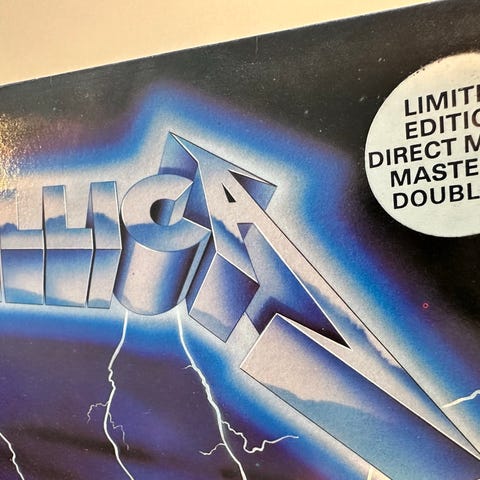 LIMITE
EDITIO
DIRECT M
MASTE
DOUBL
LLICA